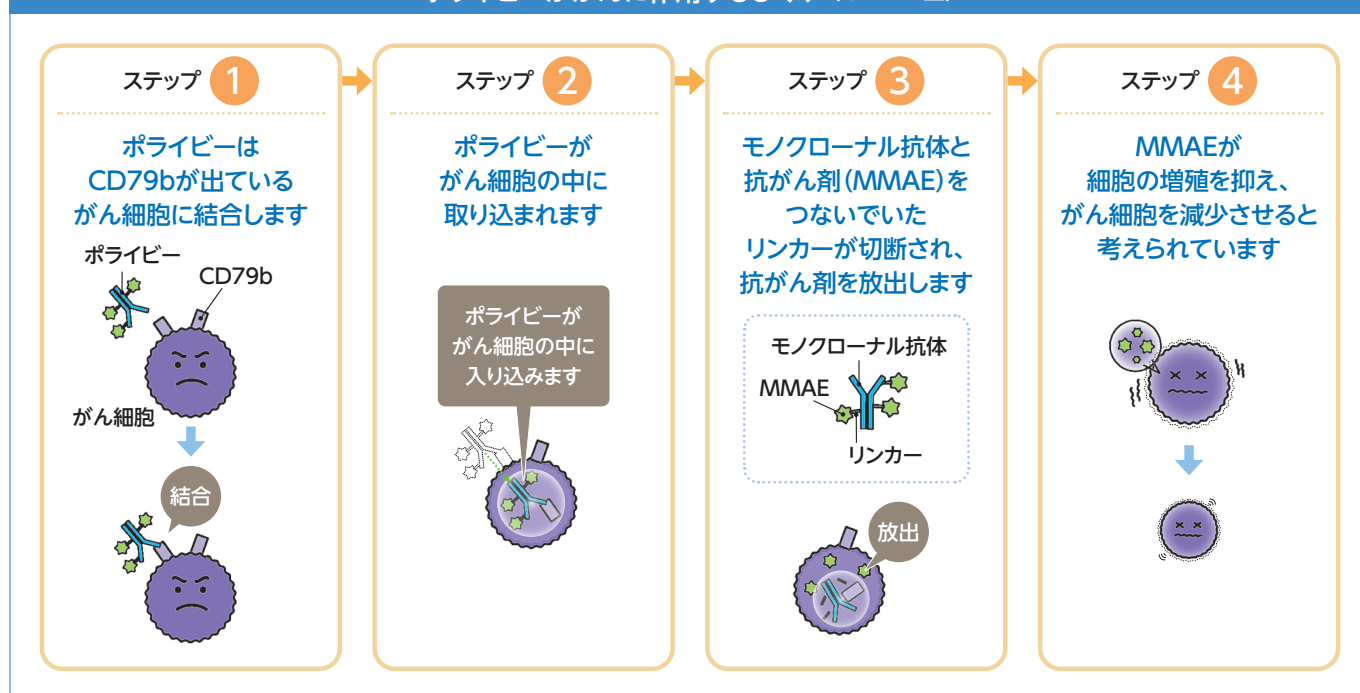 ステップ 1
ポライビーは
CD79bが出ている
がん細胞に結合します
ポライビー
CD79b
がん細胞
結合
ステップ 2
ポライビーが
がん細胞の中に
取り込まれます
ポライビーが
がん細胞の中に
入り込みます
ステップ 3
モノクローナル抗体と
抗がん剤（MMAE）を
つないでいた
リンカーが切断され、
抗がん剤を放出します
モノクローナル抗体
MMAE
リンカー
放出
ステップ 4
MMAEが
細胞の増殖を抑え、
がん細胞を減少させると
考えられています